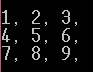 1, 2, 3,
4, 5, 6,
7, 8, 9,